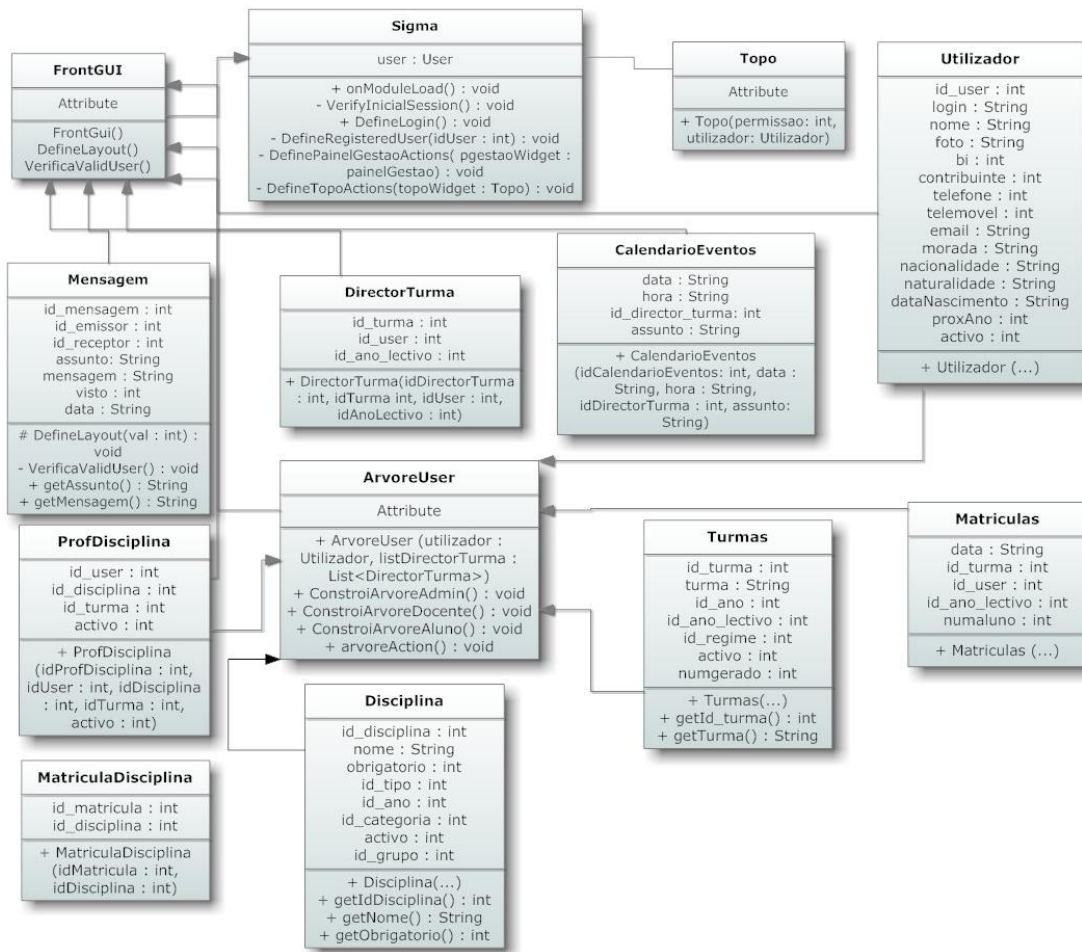 FrontGUI
Attribute
FrontGui()
DefineLayout()
VerificaValidUser()
Sigma
user : User
+ onModuleLoad() : void
- VerifyInicialSession() : void
+ DefineLogin() : void
- DefineRegisteredUser(idUser : int) : void
- DefinePainelGestaoActions( pgestaoWidget :
painelGestao) : void
- DefineTopoActions(topoWidget : Topo) : void
Topo
Attribute
+ Topo(permissao: int,
utilizador: Utilizador)
Utilizador
id_user : int
login : String
nome : String
foto : String
bi : int
contribuinte : int
telefone : int
telemovel : int
email : String
morada : String
nacionalidade : String
naturalidade : String
dataNascimento : String
proxAno : int
activo : int
+ Utilizador (...)
Mensagem
id_mensagem : int
id_emissor : int
id_receptor : int
assunto: String
mensagem : String
visto : int
data : String
# DefineLayout(val : int) :
void
- VerificaValidUser() : void
+ getAssunto() : String
+ getMensagem() : String
DirectorTurma
id_turma : int
id_user : int
id_ano_lectivo : int
+ DirectorTurma(idDirectorTurma
: int, idTurma int, idUser : int,
idAnoLectivo : int)
CalendarioEventos
data : String
hora : String
id_director_turma: int
assunto : String
+ CalendarioEventos
(idCalendarioEventos: int, data :
String, hora : String,
idDirectorTurma : int, assunto:
String)
ArvoreUser
Attribute
+ ArvoreUser (utilizador :
Utilizador, listDirectorTurma :
List<DirectorTurma>)
+ ConstroiArvoreAdmin() : void
+ ConstroiArvoreDocente() : void
+ ConstroiArvoreAluno() : void
+ arvoreAction() : void
ProfDisciplina
id_user : int
id_disciplina : int
id_turma : int
activo : int
+ ProfDisciplina
(idProfDisciplina : int,
idUser : int, idDisciplina
: int, idTurma : int,
activo : int)
Turmas
id_turma : int
turma : String
id_ano : int
id_ano_lectivo : int
id_regime : int
activo : int
numgerado : int
+ Turmas(...)
+ getId_turma() : int
+ getTurma() : String
Matriculas
data : String
id_turma : int
id_user : int
id_ano_lectivo : int
numaluno : int
+ Matriculas (...)
Disciplina
id_disciplina : int
nome : String
obrigatorio : int
id_tipo : int
id_ano : int
id_categoria : int
activo : int
id_grupo : int
+ Disciplina(...)
+ getIdDisciplina() : int
+ getNome() : String
+ getObrigatorio() : int
MatriculaDisciplina
id_matricula : int
id_disciplina : int
+ MatriculaDisciplina
(idMatricula : int,
idDisciplina : int)